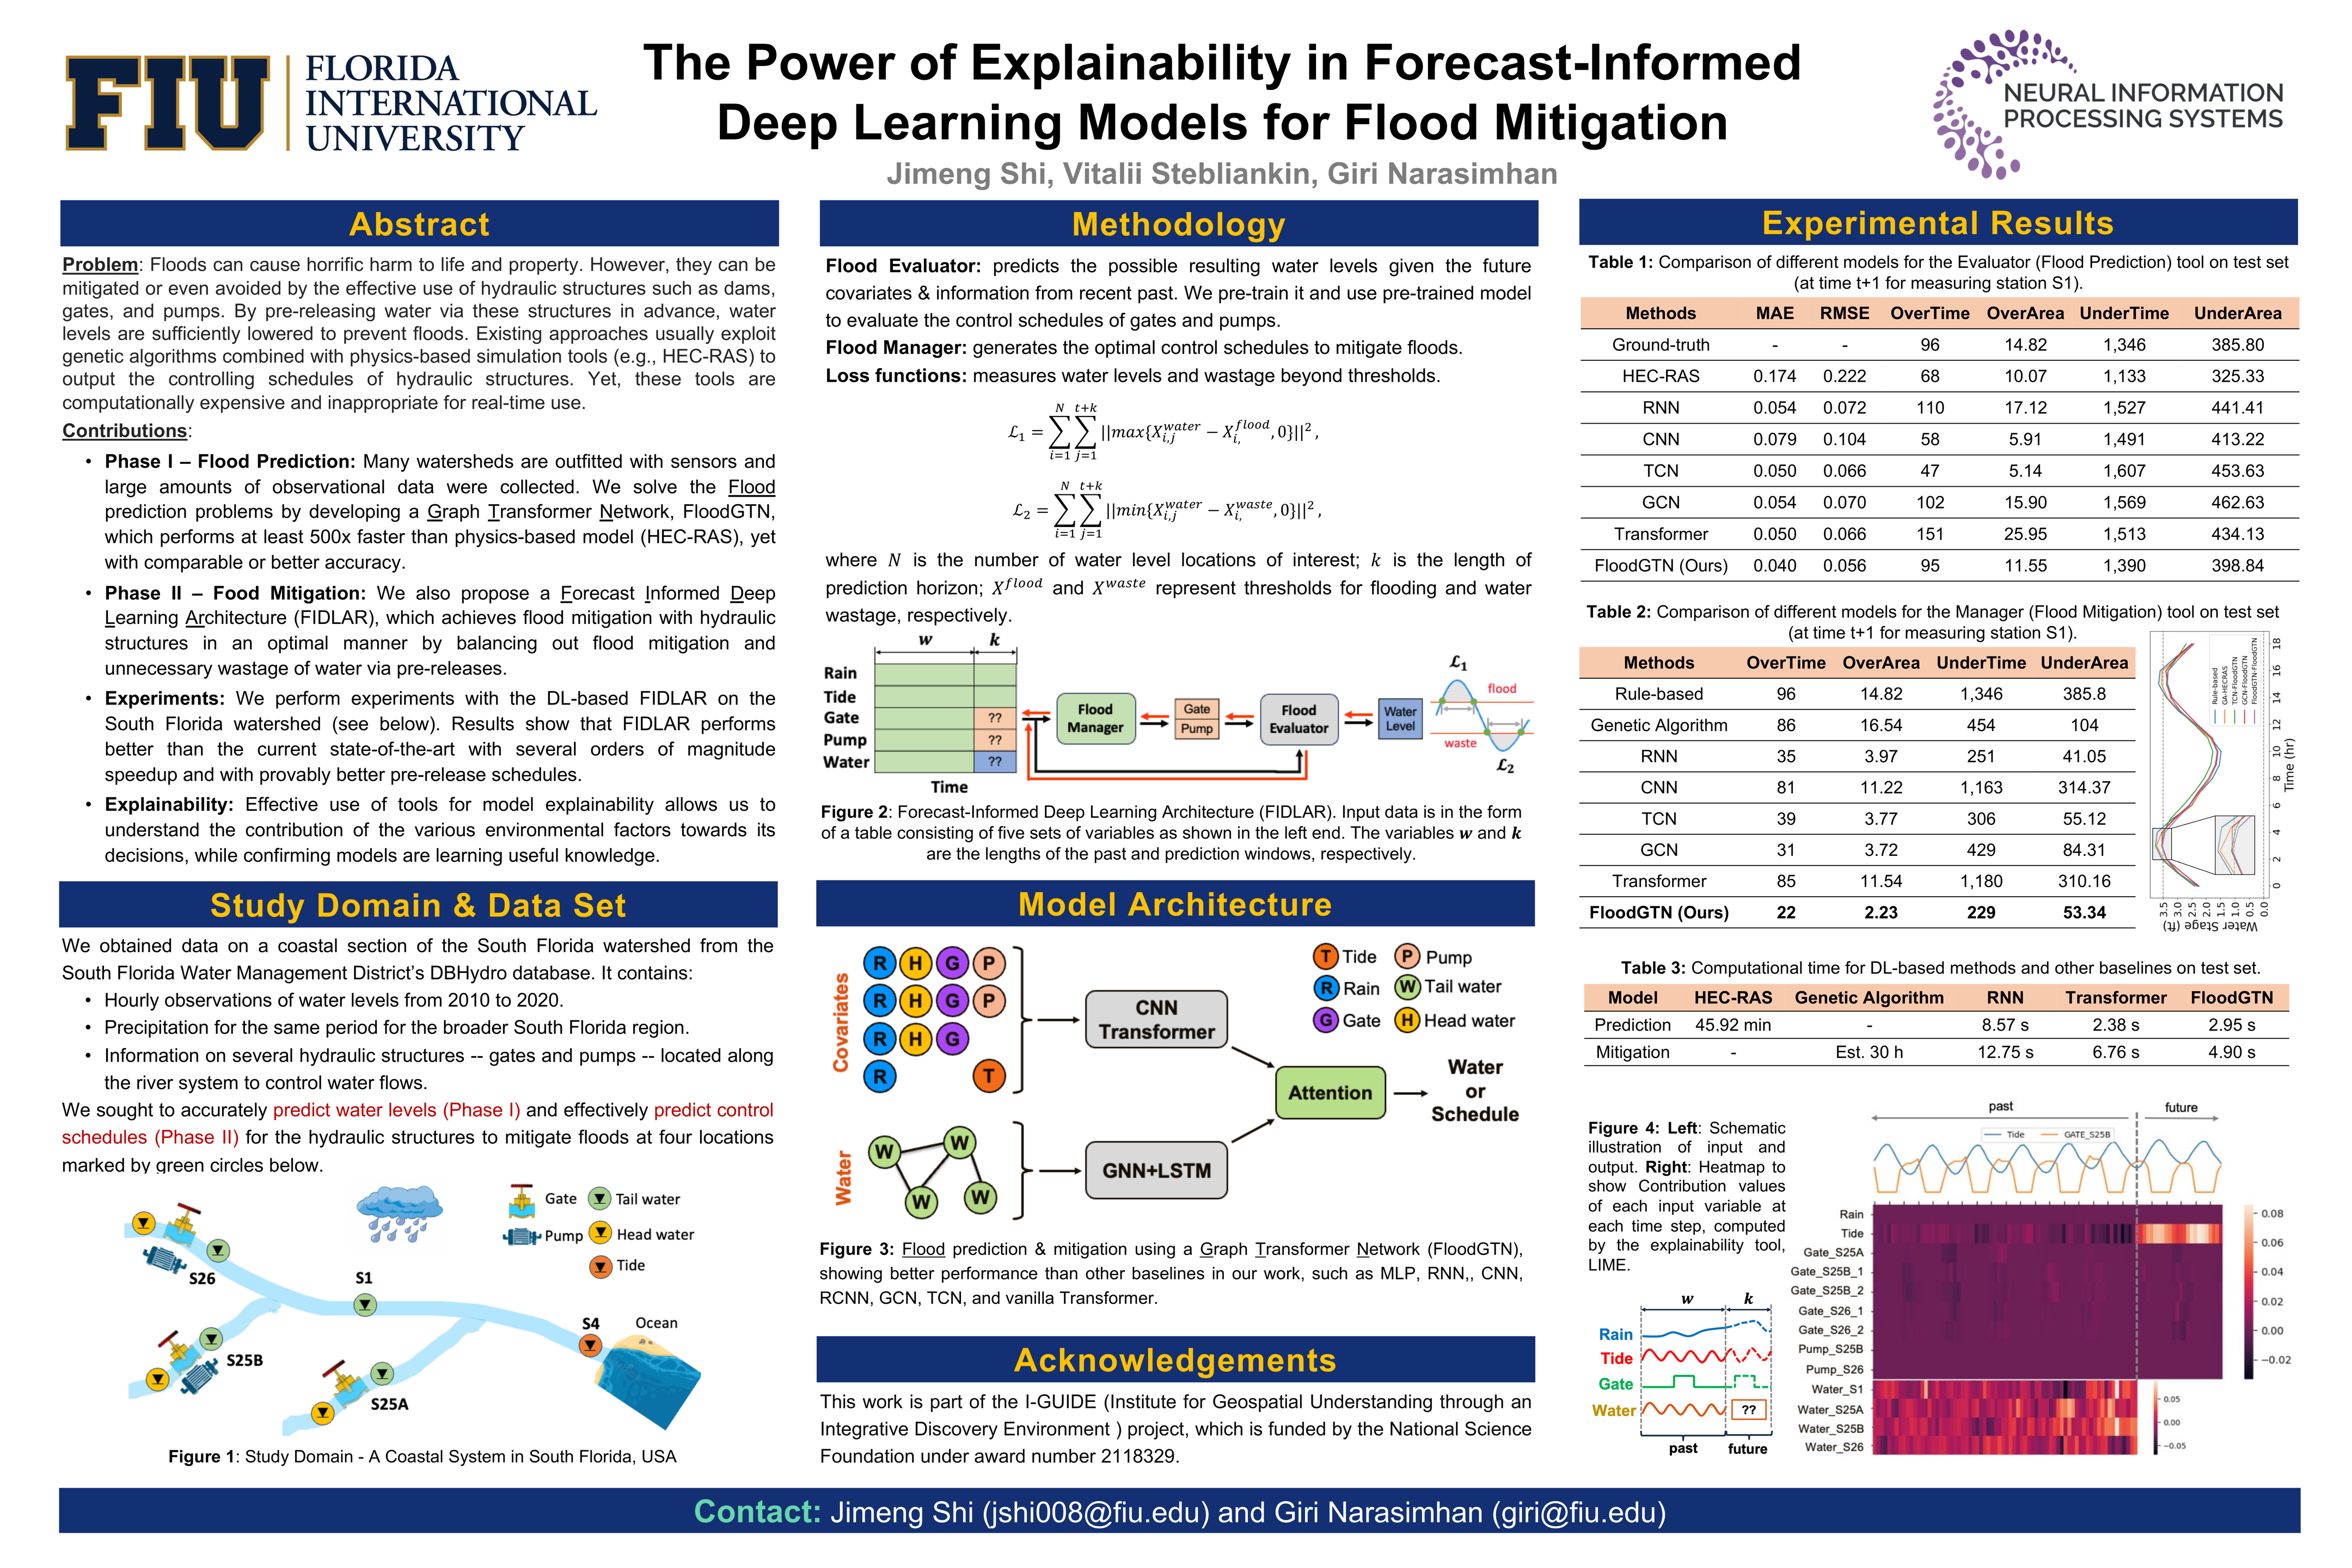 FIU
FLORIDA
INTERNATIONAL
UNIVERSITY
The Power of Explainability in Forecast-Informed
Deep Learning Models for Flood Mitigation
Jimeng Shi, Vitalii Stebliankin, Giri Narasimhan
NEURAL INFORMATION
PROCESSING SYSTEMS
Abstract
Problem: Floods can cause horrific harm to life and property. However, they can be
mitigated or even avoided by the effective use of hydraulic structures such as dams,
gates, and pumps. By pre-releasing water via these structures in advance, water
levels are sufficiently lowered to prevent floods. Existing approaches usually exploit
genetic algorithms combined with physics-based simulation tools (e.g., HEC-RAS) to
output the controlling schedules of hydraulic structures. Yet, these tools are
computationally expensive and inappropriate for real-time use.
Contributions:
• Phase I – Flood Prediction: Many watersheds are outfitted with sensors and
large amounts of observational data were collected. We solve the Flood
prediction problems by developing a Graph Transformer Network, FloodGTN,
which performs at least 500x faster than physics-based model (HEC-RAS), yet
with comparable or better accuracy.
• Phase II – Food Mitigation: We also propose a Forecast Informed Deep
Learning Architecture (FIDLAR), which achieves flood mitigation with hydraulic
structures in an optimal manner by balancing out flood mitigation and
unnecessary wastage of water via pre-releases.
• Experiments: We perform experiments with the DL-based FIDLAR on the
South Florida watershed (see below). Results show that FIDLAR performs
better than the current state-of-the-art with several orders of magnitude
speedup and with provably better pre-release schedules.
• Explainability: Effective use of tools for model explainability allows us to
understand the contribution of the various environmental factors towards its
decisions, while confirming models are learning useful knowledge.
Study Domain & Data Set
We obtained data on a coastal section of the South Florida watershed from the
South Florida Water Management District's DBHydro database. It contains:
• Hourly observations of water levels from 2010 to 2020.
• Precipitation for the same period for the broader South Florida region.
• Information on several hydraulic structures -- gates and pumps -- located along
the river system to control water flows.
We sought to accurately predict water levels (Phase I) and effectively predict control
schedules (Phase II) for the hydraulic structures to mitigate floods at four locations
marked by green circles below.
Gate Tail water
Pump Head water
Tide
S26
S1
S25B
S25A
S4
Ocean
Figure 1: Study Domain - A Coastal System in South Florida, USA
Methodology
Flood Evaluator: predicts the possible resulting water levels given the future
covariates & information from recent past. We pre-train it and use pre-trained model
to evaluate the control schedules of gates and pumps.
Flood Manager: generates the optimal control schedules to mitigate floods.
Loss functions: measures water levels and wastage beyond thresholds.
ℒ₁ = ∑_{i=1}^{N} ∑_{j=1}^{t+k} ||max{X_{i,j}^{water} − X_{i,}^{flood}, 0}||²,
ℒ₂ = ∑_{i=1}^{N} ∑_{j=1}^{t+k} ||min{X_{i,j}^{water} − X_{i,}^{waste}, 0}||²,
where N is the number of water level locations of interest; k is the length of
prediction horizon; X^{flood} and X^{waste} represent thresholds for flooding and water
wastage, respectively.
w k
Rain
Tide
Gate ??
Pump ??
Water ??
Time
Flood
Manager
Gate
Pump
Flood
Evaluator
Water
Level
ℒ₁
flood
waste
ℒ₂
Figure 2: Forecast-Informed Deep Learning Architecture (FIDLAR). Input data is in the form
of a table consisting of five sets of variables as shown in the left end. The variables w and k
are the lengths of the past and prediction windows, respectively.
Model Architecture
Covariates
R H G P
R H G P
R H G
R T
Water
W W
W W
CNN
Transformer
GNN+LSTM
Attention
Water
or
Schedule
T Tide P Pump
R Rain W Tail water
G Gate H Head water
Figure 3: Flood prediction & mitigation using a Graph Transformer Network (FloodGTN),
showing better performance than other baselines in our work, such as MLP, RNN,, CNN,
RCNN, GCN, TCN, and vanilla Transformer.
Acknowledgements
This work is part of the I-GUIDE (Institute for Geospatial Understanding through an
Integrative Discovery Environment ) project, which is funded by the National Science
Foundation under award number 2118329.
Experimental Results
Table 1: Comparison of different models for the Evaluator (Flood Prediction) tool on test set
(at time t+1 for measuring station S1).
Methods MAE RMSE OverTime OverArea UnderTime UnderArea
Ground-truth - - 96 14.82 1,346 385.80
HEC-RAS 0.174 0.222 68 10.07 1,133 325.33
RNN 0.054 0.072 110 17.12 1,527 441.41
CNN 0.079 0.104 58 5.91 1,491 413.22
TCN 0.050 0.066 47 5.14 1,607 453.63
GCN 0.054 0.070 102 15.90 1,569 462.63
Transformer 0.050 0.066 151 25.95 1,513 434.13
FloodGTN (Ours) 0.040 0.056 95 11.55 1,390 398.84
Table 2: Comparison of different models for the Manager (Flood Mitigation) tool on test set
(at time t+1 for measuring station S1).
Methods OverTime OverArea UnderTime UnderArea
Rule-based 96 14.82 1,346 385.8
Genetic Algorithm 86 16.54 454 104
RNN 35 3.97 251 41.05
CNN 81 11.22 1,163 314.37
TCN 39 3.77 306 55.12
GCN 31 3.72 429 84.31
Transformer 85 11.54 1,180 310.16
FloodGTN (Ours) 22 2.23 229 53.34
Rule-based
GA-HECRAS
TCN-FloodGTN
GCN-FloodGTN
FloodGTN-FloodGTN
0 2 4 6 8 10 12 14 16 18
Time (hr)
3.5 3.0 2.5 2.0 1.5 1.0 0.5 0.0
Water Stage (ft)
Table 3: Computational time for DL-based methods and other baselines on test set.
Model HEC-RAS Genetic Algorithm RNN Transformer FloodGTN
Prediction 45.92 min - 8.57 s 2.38 s 2.95 s
Mitigation - Est. 30 h 12.75 s 6.76 s 4.90 s
Figure 4: Left: Schematic
illustration of input and
output. Right: Heatmap to
show Contribution values
of each input variable at
each time step, computed
by the explainability tool,
LIME.
w k
Rain
Tide
Gate
Water ??
past future
past future
Tide GATE_S25B
Rain
Tide
Gate_S25A
Gate_S25B_1
Gate_S25B_2
Gate_S26_1
Gate_S26_2
Pump_S25B
Pump_S26
Water_S1
Water_S25A
Water_S25B
Water_S26
0.08
0.06
0.04
0.02
0.00
−0.02
0.05
0.00
−0.05
Contact: Jimeng Shi (jshi008@fiu.edu) and Giri Narasimhan (giri@fiu.edu)